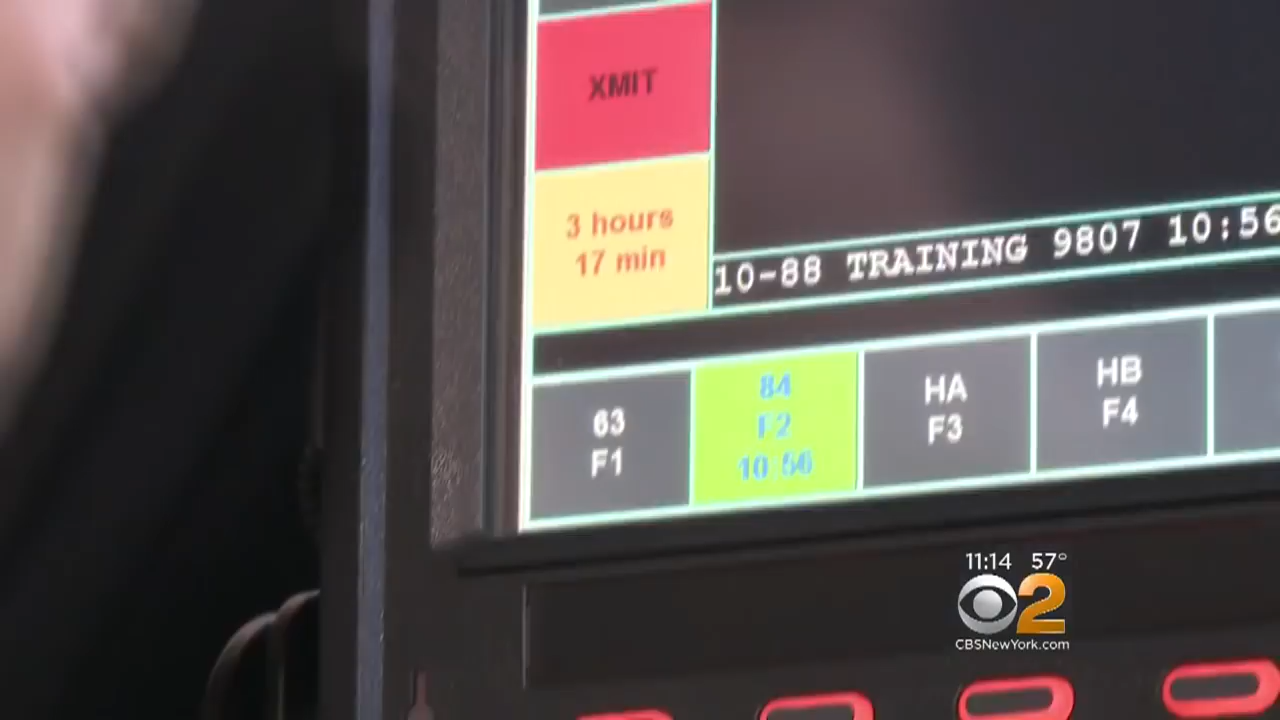 XMIT
3 hours
17 min
10-88 TRAINING 9807 10:56
63
F1
84
F2
10:56
HA
F3
HB
F4
11:14 57°
2
CBSNewYork.com